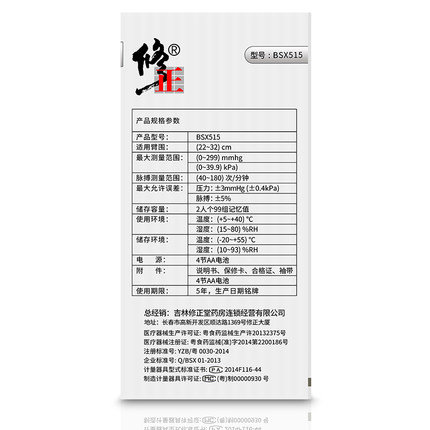 修正®
型号：BSX515
产品规格参数
产品型号： BSX515
适用臂围： (22~32) cm
最大测量范围： (0~299) mmhg
(0~39.9) kPa)
脉搏测量范围： (40~180) 次/分钟
最大允许误差： 压力：±3mmHg (±0.4kPa)
脉搏：±5%
储存容量： 2人个99组记忆值
使用环境： 温度：(+5~+40) °C
湿度：(15~80) %RH
储存环境： 温度：(-20~+55) °C
湿度：(10~93) %RH
电 源： 4节AA电池
附 件： 说明书、保修卡、合格证、袖带
4节AA电池
使用期限： 5年，生产日期铭牌
总经销：吉林修正堂药房连锁经营有限公司
地址：长春市高新开发区顺达路1369号修正大厦
医疗器械生产许可证：粤食药监械生产许20132375号
医疗器械注册证：粤食药监械(准)字2014第2200186号
注册标准号：YZB/粤 0030-2014
企业标准号：Q/BSX 01-2013
计量器具型式标准证书：PA 2014F116-44
制造计量器具许可证：MC (粤)制00000930 号